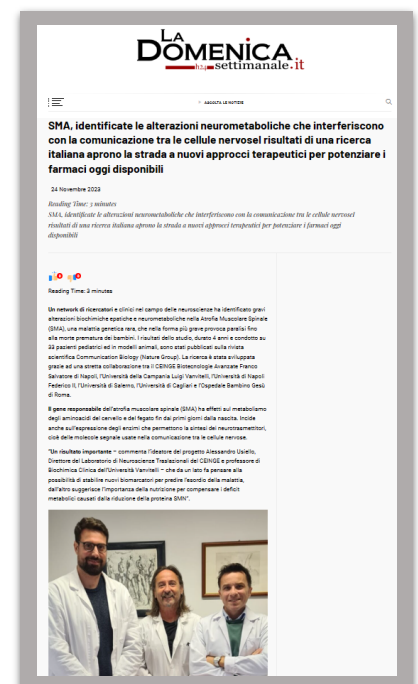 LA
DOMENICA
h24 settimanale.it
ASCOLTA LE NOTIZIE
SMA, identificate le alterazioni neurometaboliche che interferiscono
con la comunicazione tra le cellule nervosel risultati di una ricerca
italiana aprono la strada a nuovi approcci terapeutici per potenziare i
farmaci oggi disponibili
24 Novembre 2023
Reading Time: 3 minutes
SMA, identificate le alterazioni neurometaboliche che interferiscono con la comunicazione tra le cellule nervosel
risultati di una ricerca italiana aprono la strada a nuovi approcci terapeutici per potenziare i farmaci oggi
disponibili
0 0
Reading Time: 3 minutes
Un network di ricercatori e clinici nel campo delle neuroscienze ha identificato gravi
alterazioni biochimiche epatiche e neurometaboliche nella Atrofia Muscolare Spinale
(SMA), una malattia genetica rara, che nella forma più grave provoca paralisi fino
alla morte prematura dei bambini. I risultati dello studio, durato 4 anni e condotto su
33 pazienti pediatrici ed in modelli animali, sono stati pubblicati sulla rivista
scientifica Communication Biology (Nature Group). La ricerca è stata sviluppata
grazie ad una stretta collaborazione tra il CEINGE Biotecnologie Avanzate Franco
Salvatore di Napoli, l'Università della Campania Luigi Vanvitelli, l'Università di Napoli
Federico II, l'Università di Salerno, l'Università di Cagliari e l'Ospedale Bambino Gesù
di Roma.
Il gene responsabile dell'atrofia muscolare spinale (SMA) ha effetti sul metabolismo
degli aminoacidi del cervello e del fegato fin dai primi giorni dalla nascita. Incide
anche sull'espressione degli enzimi che permettono la sintesi dei neurotrasmettitori,
cioè delle molecole segnale usate nella comunicazione tra le cellule nervose.
"Un risultato importante – commenta l'ideatore del progetto Alessandro Usiello,
Direttore del Laboratorio di Neuroscienze Traslazionali del CEINGE e professore di
Biochimica Clinica dell'Università Vanvitelli – che da un lato fa pensare alla
possibilità di stabilire nuovi biomarcatori per predire l'esordio della malattia,
dall'altro suggerisce l'importanza della nutrizione per compensare i deficit
metabolici causati dalla riduzione della proteina SMN".